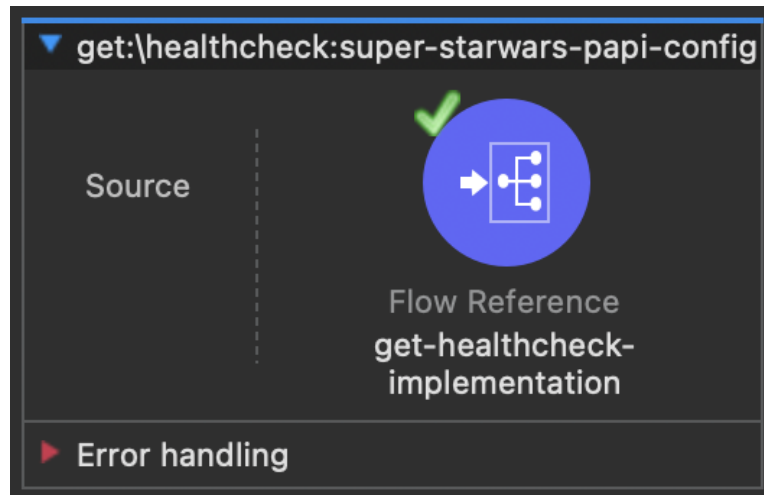 get:\healthcheck:super-starwars-papi-config
Source
Flow Reference
get-healthcheck-
implementation
Error handling